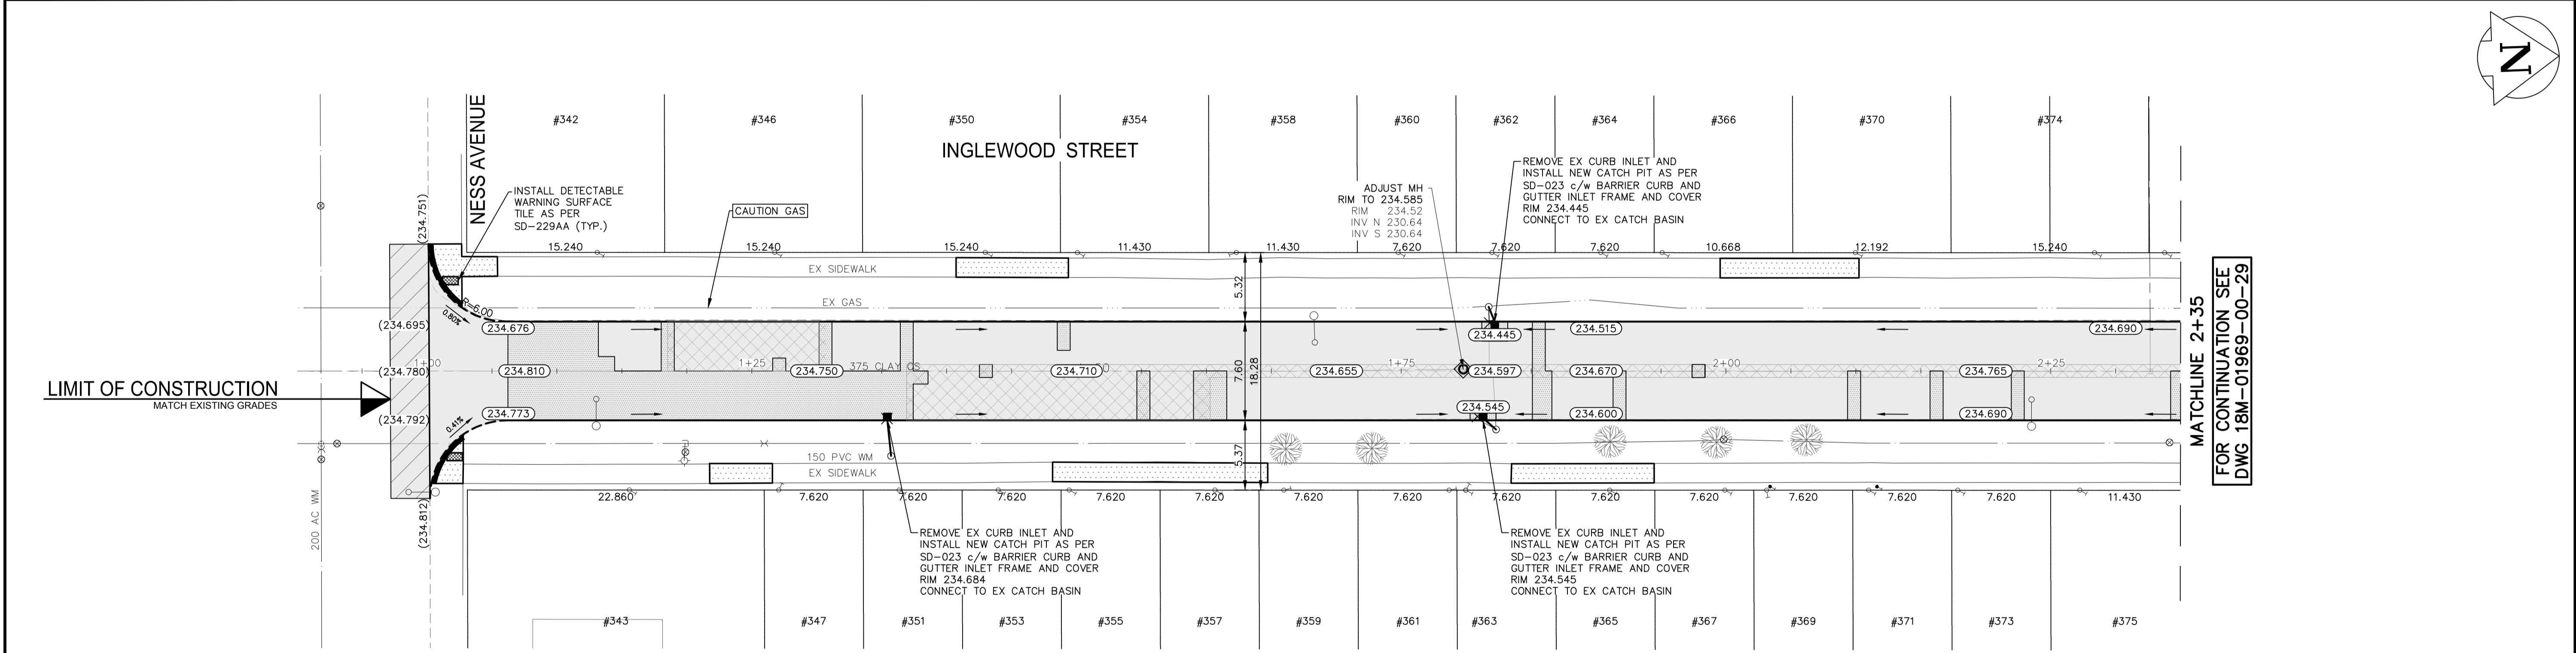 N
NESS AVENUE
#342
#346
#350
#354
#358
#360
#362
#364
#366
#370
#374
INGLEWOOD STREET
INSTALL DETECTABLE
WARNING SURFACE
TILE AS PER
SD-229AA (TYP.)
CAUTION GAS
ADJUST MH
RIM TO 234.585
RIM 234.52
INV N 230.64
INV S 230.64
REMOVE EX CURB INLET AND
INSTALL NEW CATCH PIT AS PER
SD-023 c/w BARRIER CURB AND
GUTTER INLET FRAME AND COVER
RIM 234.445
CONNECT TO EX CATCH BASIN
(234.751)
15.240
15.240
15.240
11.430
11.430
7.620
7.620
7.620
10.668
12.192
15.240
EX SIDEWALK
5.32
EX GAS
R=6.00
0.80%
(234.695)
234.676
234.445
234.515
234.690
1+00
1+25
1+75
2+00
2+25
(234.780)
234.810
234.750
375 CLAY CS
234.710
234.655
234.597
234.670
234.765
7.60
18.28
LIMIT OF CONSTRUCTION
MATCH EXISTING GRADES
(234.792)
234.773
0.41%
234.545
234.600
234.690
150 PVC WM
EX SIDEWALK
5.37
200 AC WM
(234.812)
22.860
7.620
7.620
7.620
7.620
7.620
7.620
7.620
7.620
7.620
7.620
7.620
7.620
7.620
11.430
REMOVE EX CURB INLET AND
INSTALL NEW CATCH PIT AS PER
SD-023 c/w BARRIER CURB AND
GUTTER INLET FRAME AND COVER
RIM 234.684
CONNECT TO EX CATCH BASIN
REMOVE EX CURB INLET AND
INSTALL NEW CATCH PIT AS PER
SD-023 c/w BARRIER CURB AND
GUTTER INLET FRAME AND COVER
RIM 234.545
CONNECT TO EX CATCH BASIN
#343
#347
#351
#353
#355
#357
#359
#361
#363
#365
#367
#369
#371
#373
#375
MATCHLINE 2+35
FOR CONTINUATION SEE
DWG 18M-01969-00-29